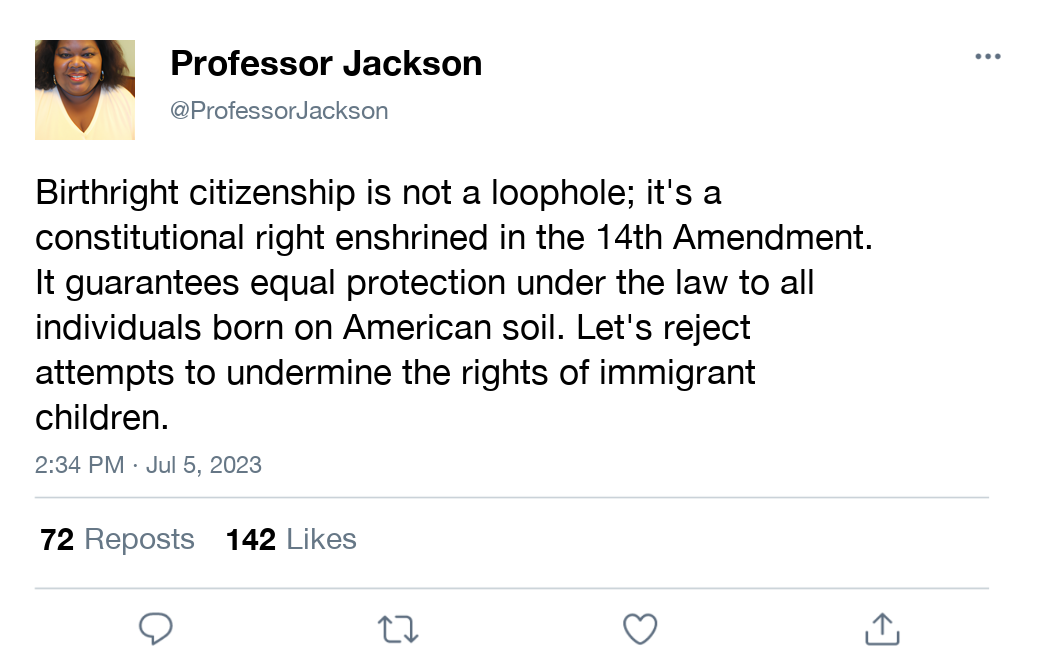 Professor Jackson
@ProfessorJackson
Birthright citizenship is not a loophole; it's a
constitutional right enshrined in the 14th Amendment.
It guarantees equal protection under the law to all
individuals born on American soil. Let's reject
attempts to undermine the rights of immigrant
children.
2:34 PM · Jul 5, 2023
72 Reposts 142 Likes